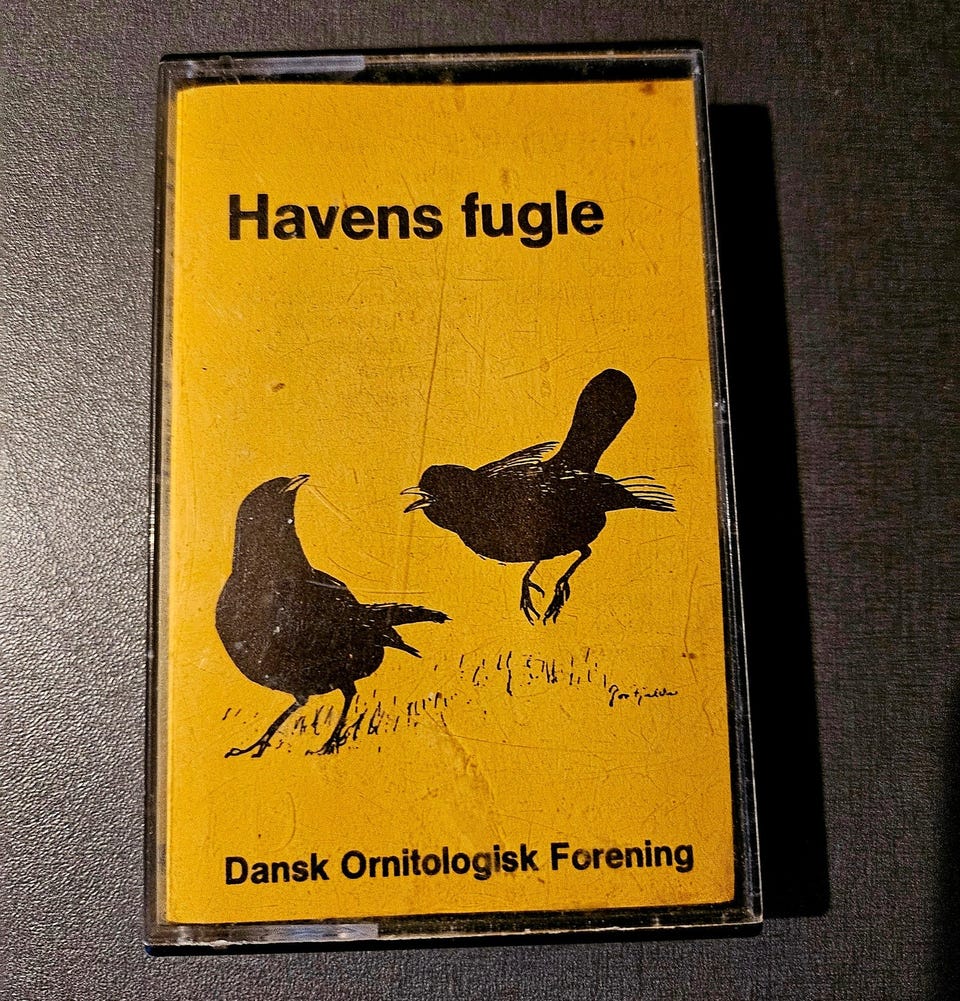 Havens fugle
Dansk Ornitologisk Forening